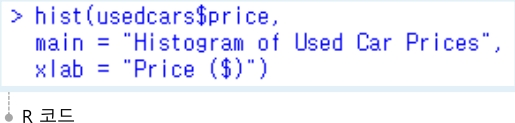 > hist(usedcars$price,
main = "Histogram of Used Car Prices",
xlab = "Price ($)")
R 코드